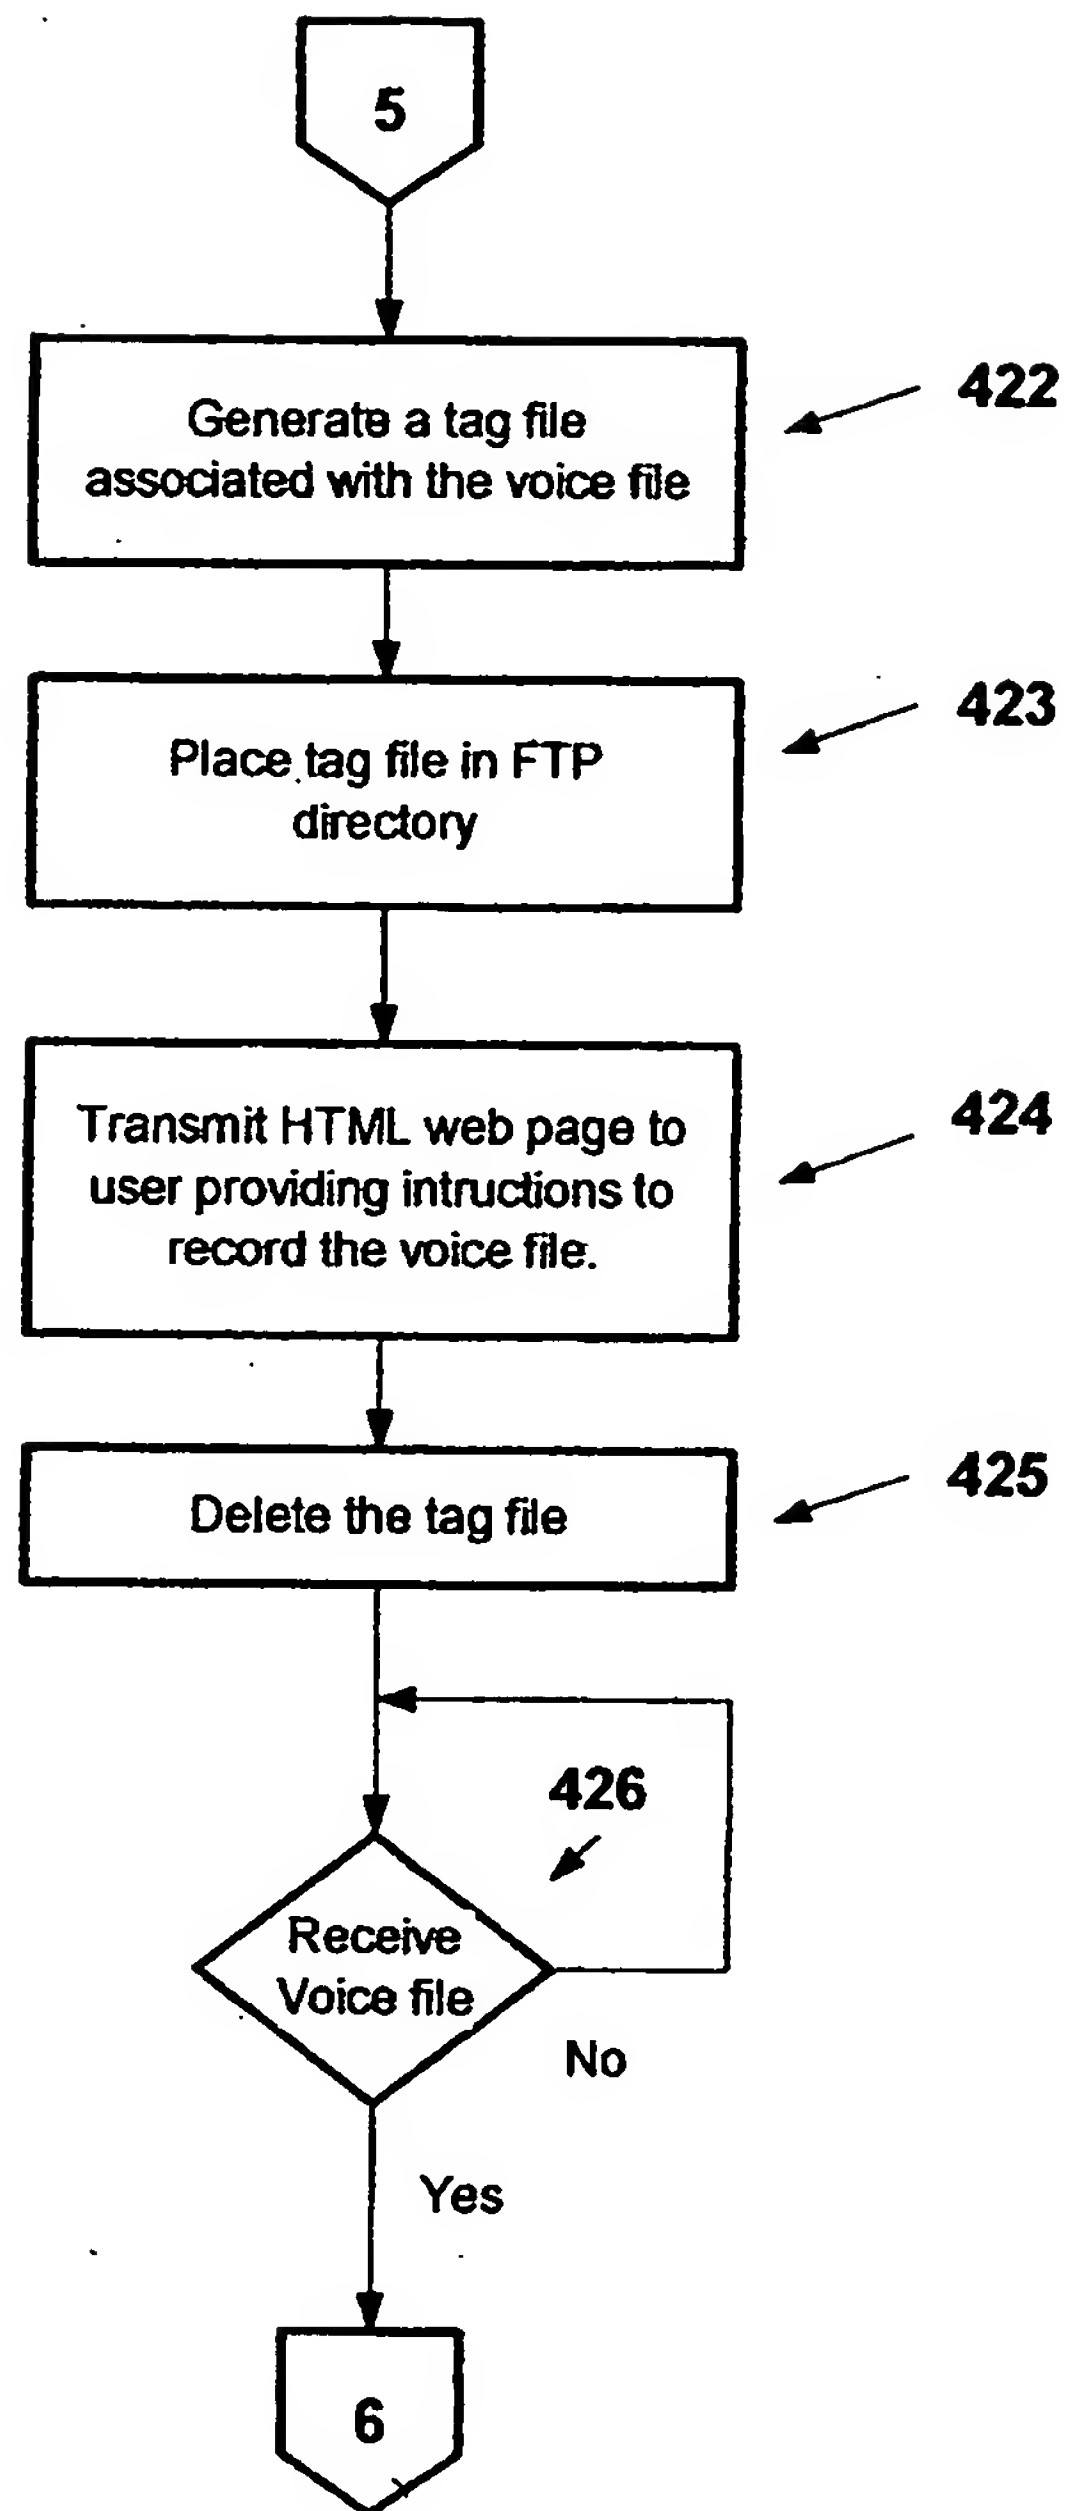 5
Generate a tag file
associated with the voice file
422
Place tag file in FTP
directory
423
Transmit HTML web page to
user providing intructions to
record the voice file.
424
Delete the tag file
425
426
Receive
Voice file
No
Yes
6